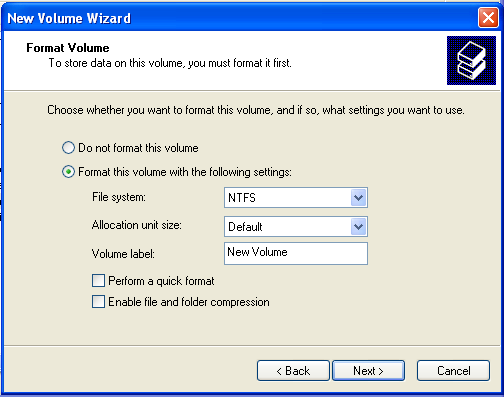 New Volume Wizard
Format Volume
To store data on this volume, you must format it first.
Choose whether you want to format this volume, and if so, what settings you want to use.
Do not format this volume
Format this volume with the following settings:
File system: NTFS
Allocation unit size: Default
Volume label: New Volume
Perform a quick format
Enable file and folder compression
< Back Next > Cancel